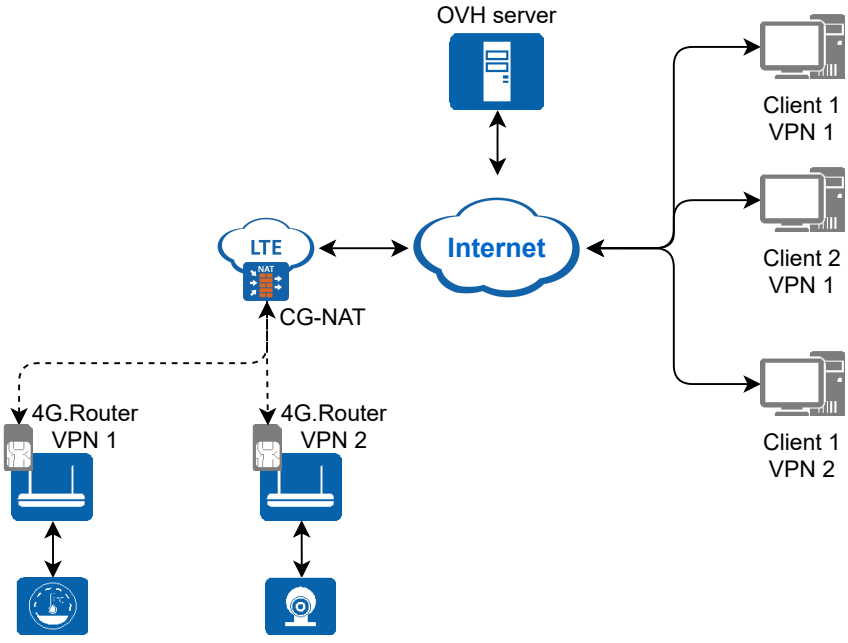 OVH server
Client 1
VPN 1
Internet
LTE
NAT
CG-NAT
Client 2
VPN 1
4G.Router
VPN 1
4G.Router
VPN 2
Client 1
VPN 2
°C